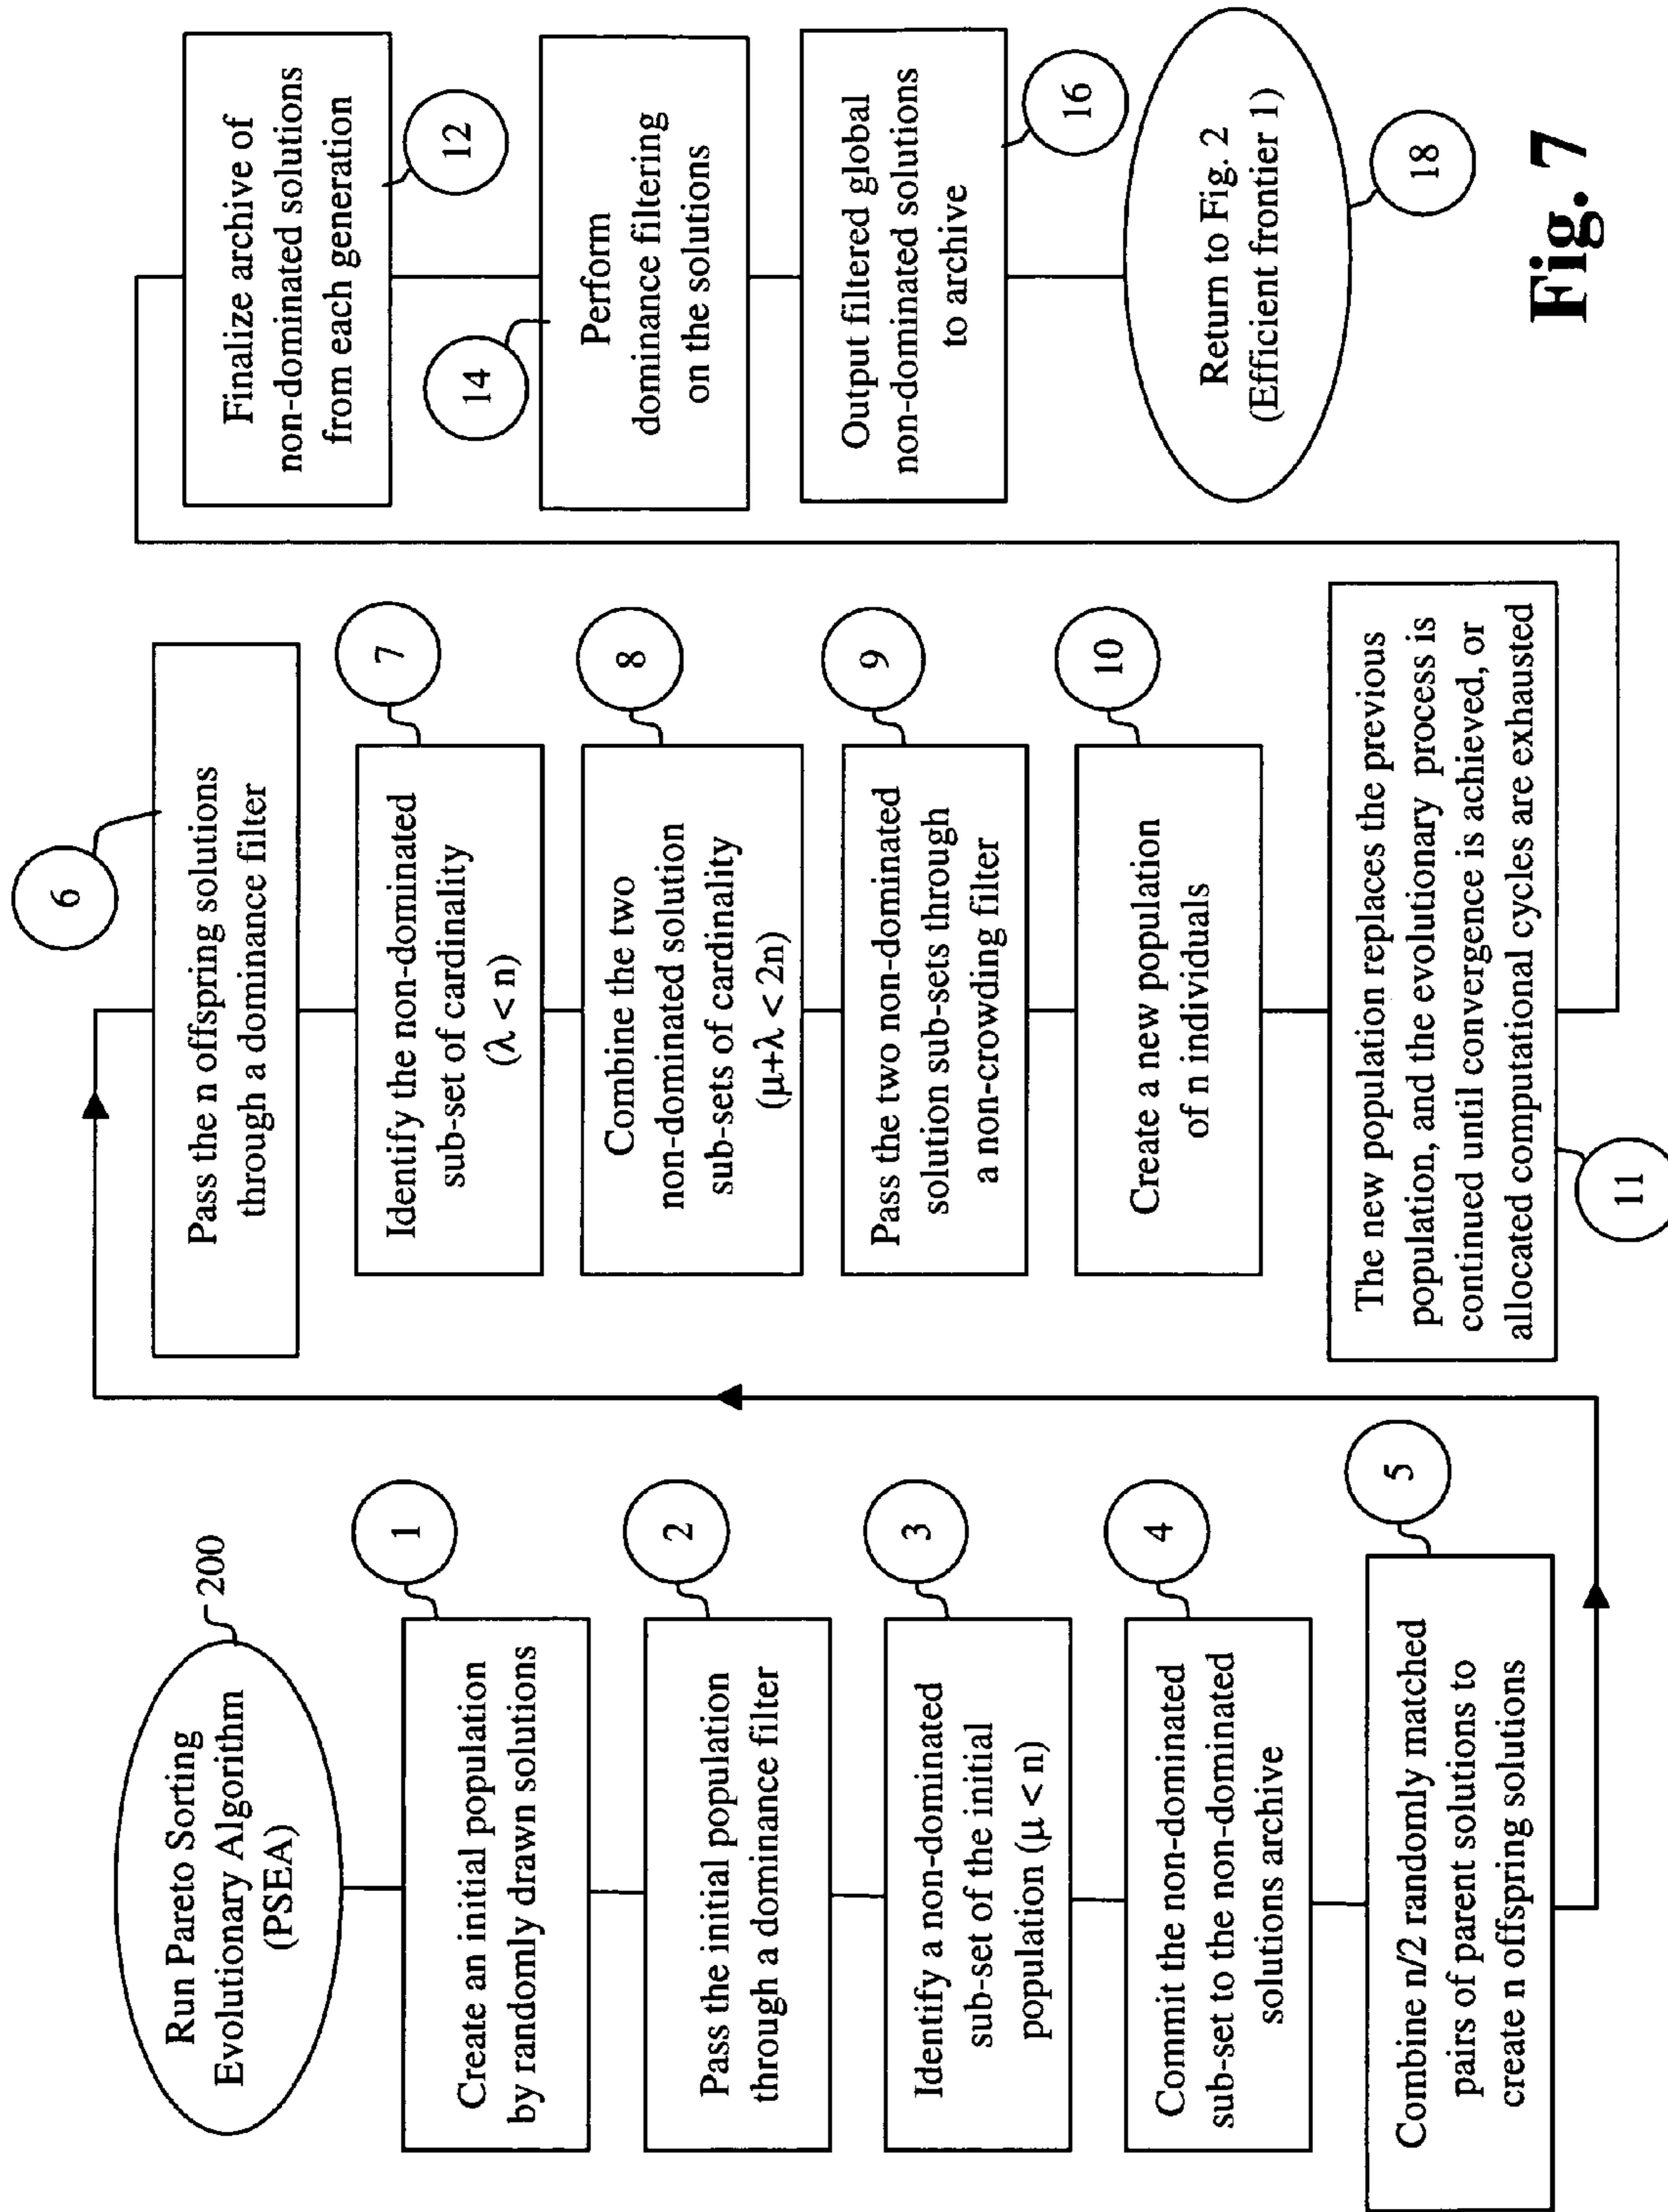 Run Pareto Sorting
Evolutionary Algorithm
(PSEA)
200
Create an initial population
by randomly drawn solutions
1
Pass the initial population
through a dominance filter
2
Identify a non-dominated
sub-set of the initial
population (μ < n)
3
Commit the non-dominated
sub-set to the non-dominated
solutions archive
4
Combine n/2 randomly matched
pairs of parent solutions to
create n offspring solutions
5
6
Pass the n offspring solutions
through a dominance filter
Identify the non-dominated
sub-set of cardinality
(λ < n)
7
Combine the two
non-dominated solution
sub-sets of cardinality
(μ+λ < 2n)
8
Pass the two non-dominated
solution sub-sets through
a non-crowding filter
9
Create a new population
of n individuals
10
The new population replaces the previous
population, and the evolutionary process is
continued until convergence is achieved, or
allocated computational cycles are exhausted
11
Finalize archive of
non-dominated solutions
from each generation
12
14
Perform
dominance filtering
on the solutions
Output filtered global
non-dominated solutions
to archive
16
Return to Fig. 2
(Efficient frontier 1)
18
Fig. 7